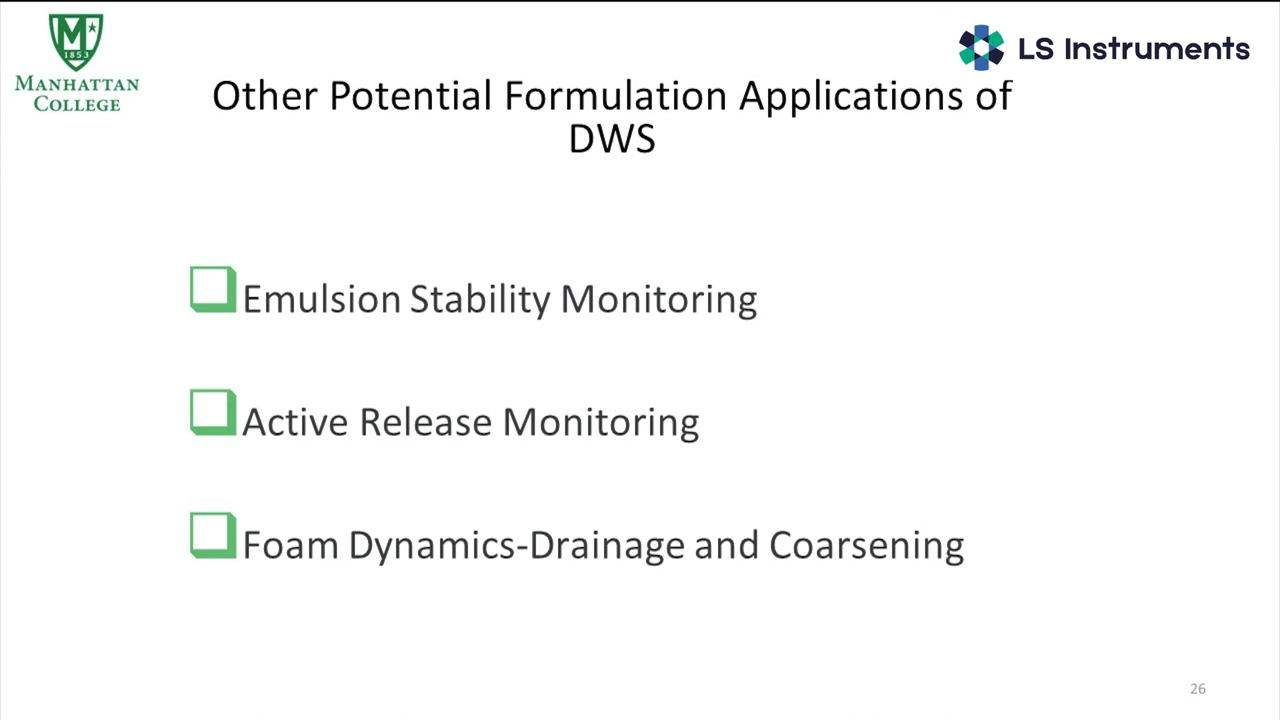 M
1853
MANHATTAN
COLLEGE
LS Instruments
Other Potential Formulation Applications of
DWS
Emulsion Stability Monitoring
Active Release Monitoring
Foam Dynamics-Drainage and Coarsening
26